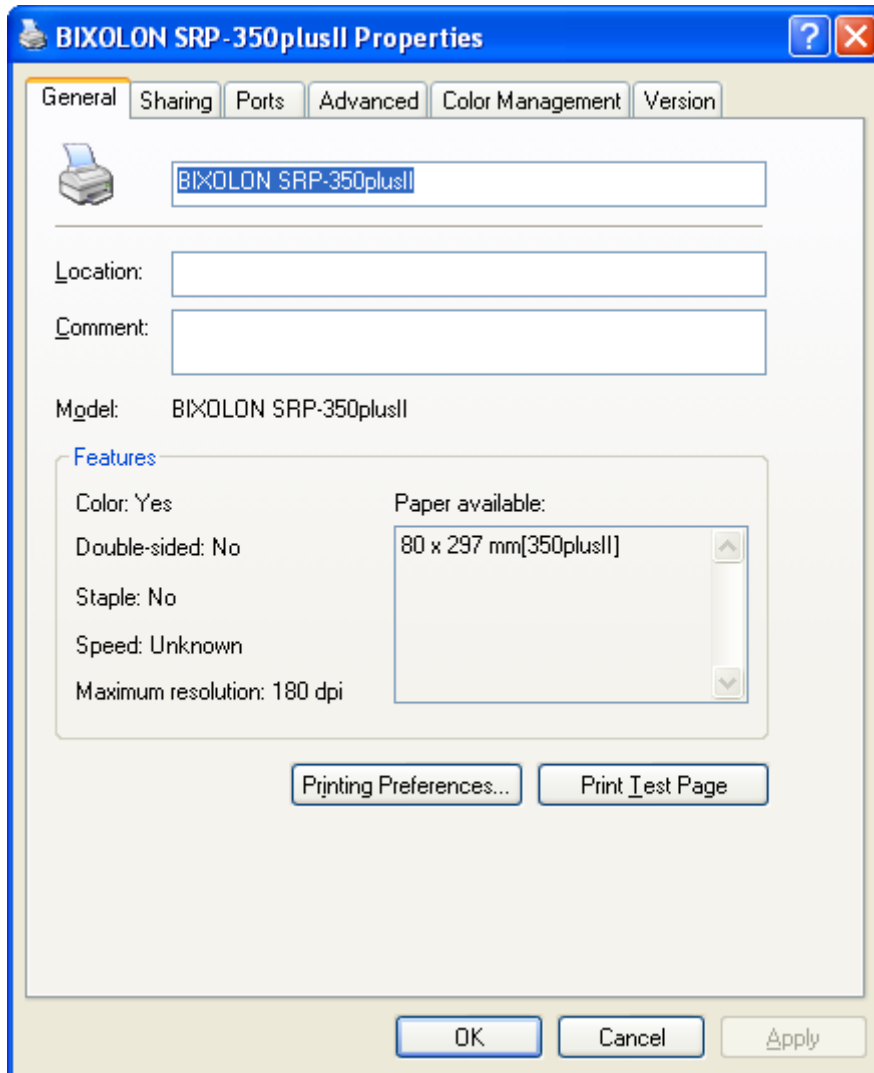 BIXOLON SRP-350plusII Properties
General Sharing Ports Advanced Color Management Version
BIXOLON SRP-350plusII
Location:
Comment:
Model: BIXOLON SRP-350plusII
Features
Color: Yes
Double-sided: No
Staple: No
Speed: Unknown
Maximum resolution: 180 dpi
Paper available:
80 x 297 mm[350plusII]
Printing Preferences... Print Test Page
OK Cancel Apply